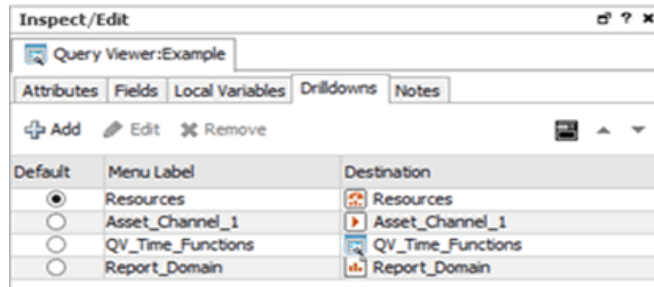 Inspect/Edit ?
Query Viewer:Example
Attributes Fields Local Variables Drilldowns Notes
Add Edit Remove
Default Menu Label Destination
Resources Resources
Asset_Channel_1 Asset_Channel_1
QV_Time_Functions QV_Time_Functions
Report_Domain Report_Domain